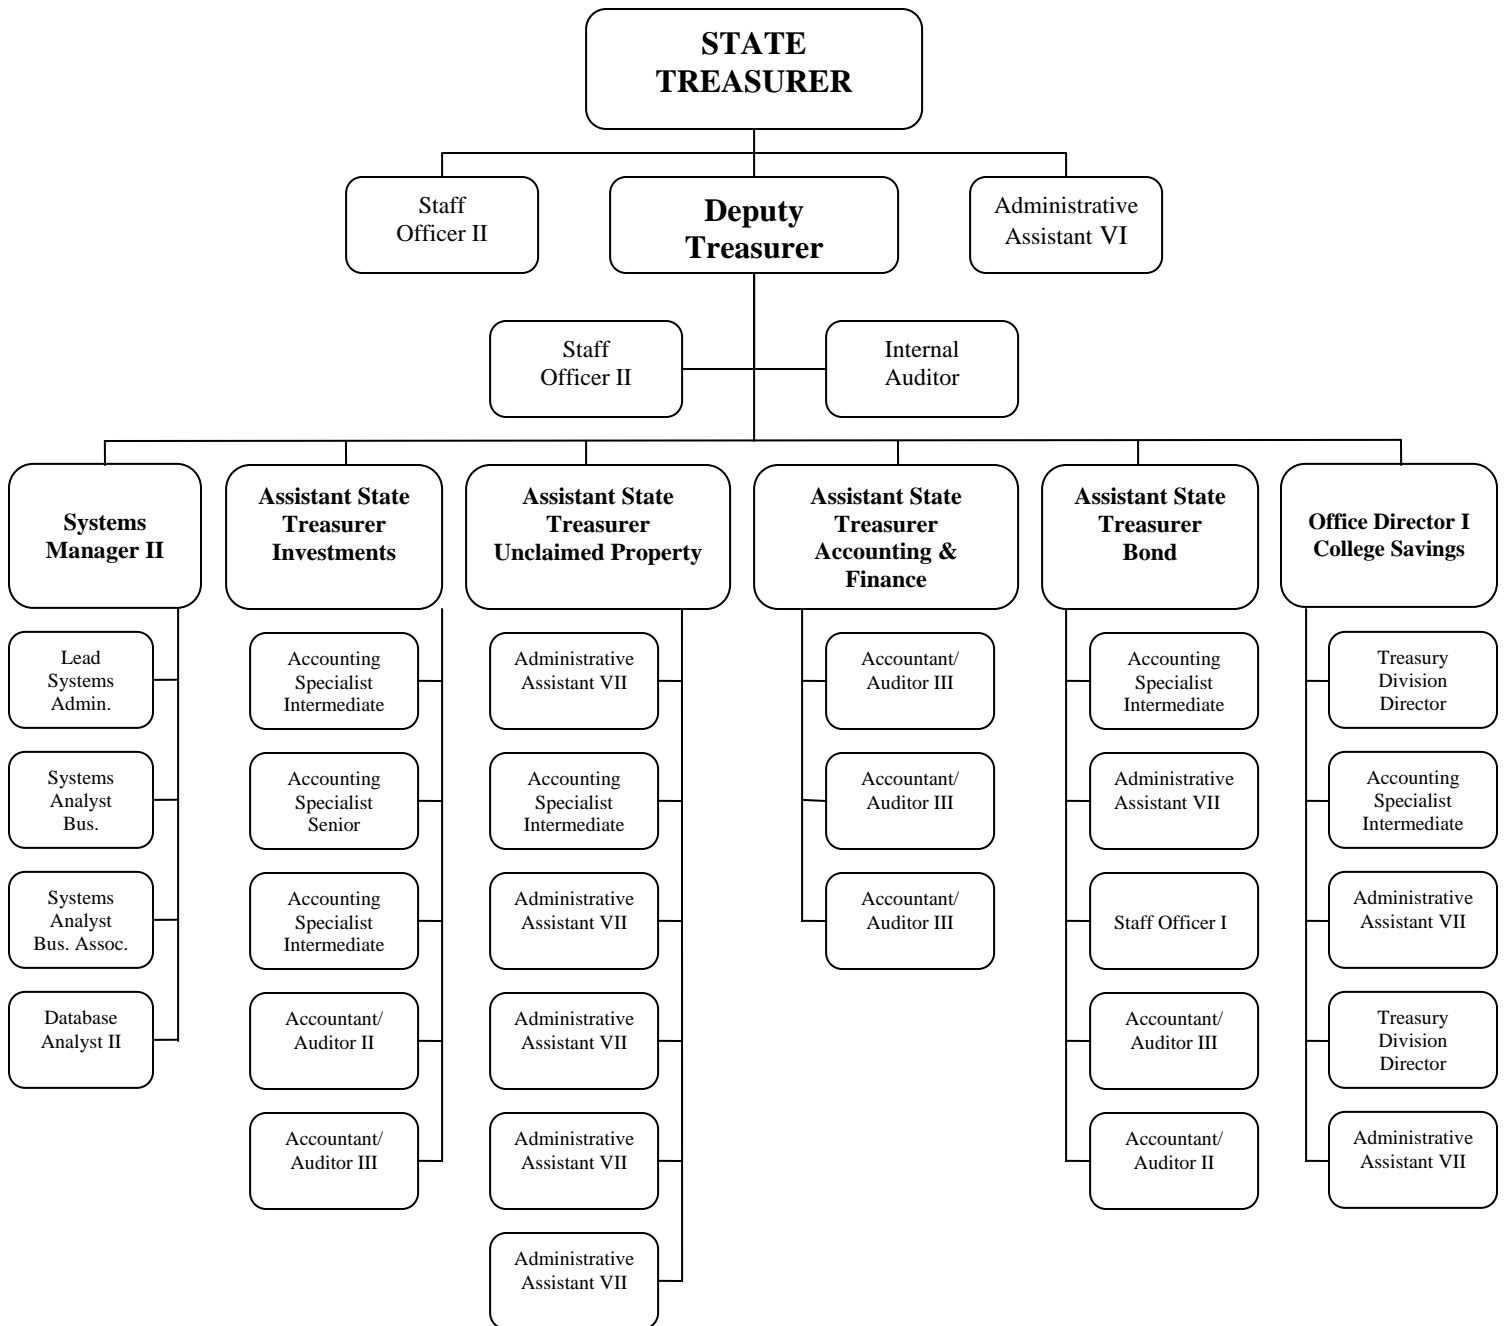 STATE
TREASURER
Staff
Officer II
Deputy
Treasurer
Administrative
Assistant VI
Staff
Officer II
Internal
Auditor
Systems
Manager II
Assistant State
Treasurer
Investments
Assistant State
Treasurer
Unclaimed Property
Assistant State
Treasurer
Accounting &
Finance
Assistant State
Treasurer
Bond
Office Director I
College Savings
Lead
Systems
Admin.
Accounting
Specialist
Intermediate
Administrative
Assistant VII
Accountant/
Auditor III
Accounting
Specialist
Intermediate
Treasury
Division
Director
Systems
Analyst
Bus.
Accounting
Specialist
Senior
Accounting
Specialist
Intermediate
Accountant/
Auditor III
Administrative
Assistant VII
Accounting
Specialist
Intermediate
Systems
Analyst
Bus. Assoc.
Accounting
Specialist
Intermediate
Administrative
Assistant VII
Accountant/
Auditor III
Staff Officer I
Administrative
Assistant VII
Database
Analyst II
Accountant/
Auditor II
Administrative
Assistant VII
Accountant/
Auditor III
Treasury
Division
Director
Accountant/
Auditor III
Administrative
Assistant VII
Accountant/
Auditor II
Administrative
Assistant VII
Administrative
Assistant VII